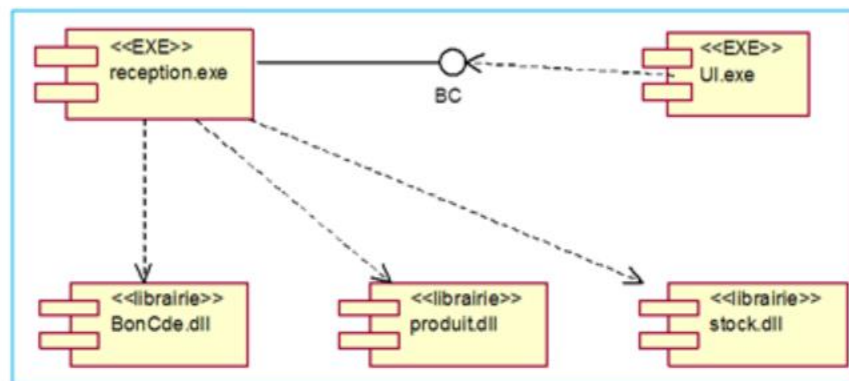 <<EXE>>
reception.exe
BC
<<EXE>>
UI.exe
<<librairie>>
BonCde.dll
<<librairie>>
produit.dll
<<librairie>>
stock.dll